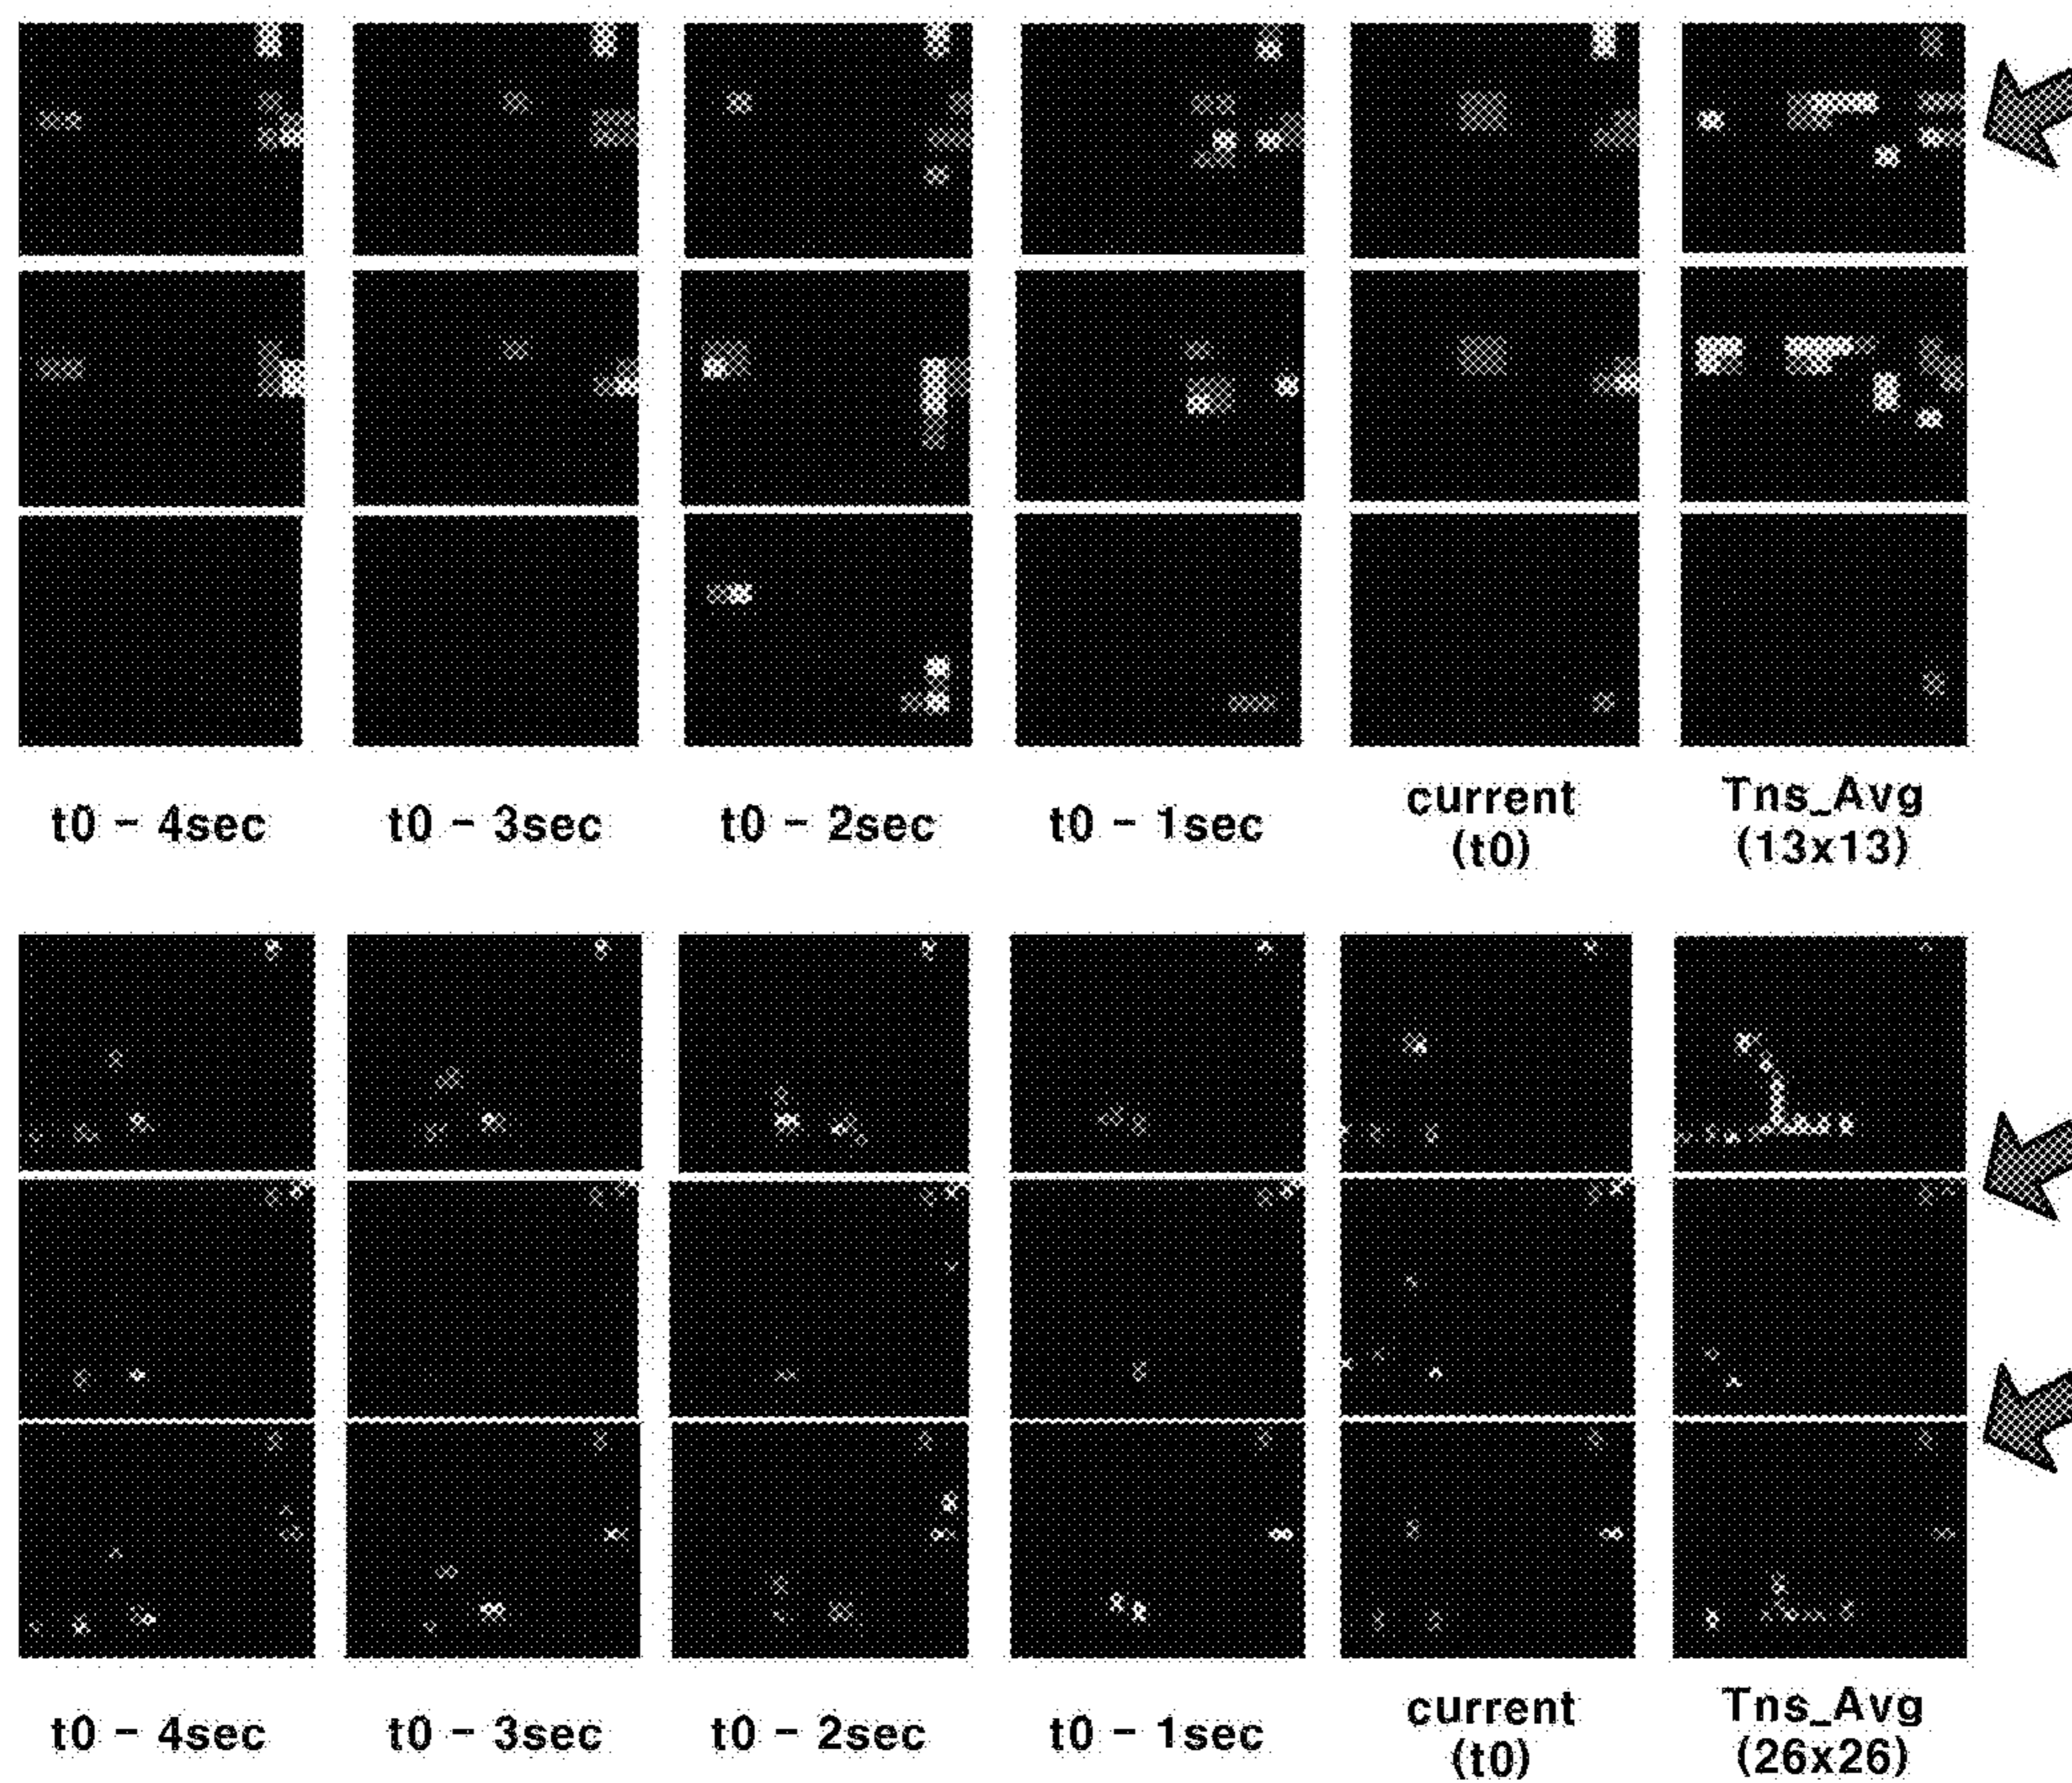 t0 - 4sec
t0 - 3sec
t0 - 2sec
t0 - 1sec
current
(t0)
Tns_Avg
(13x13)
t0 - 4sec
t0 - 3sec
t0 - 2sec
t0 - 1sec
current
(t0)
Tns_Avg
(26x26)